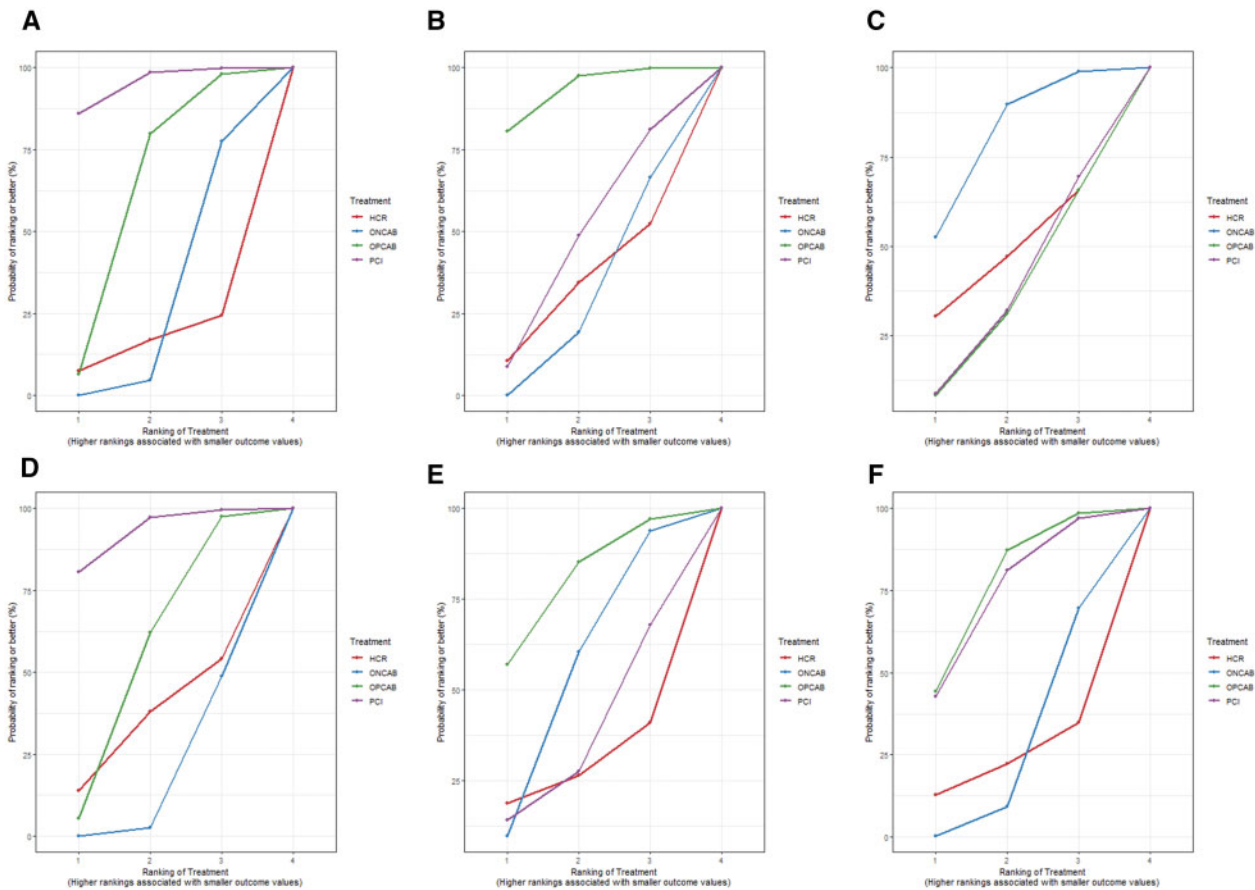 A
Probability of ranking or better (%)
100
75
50
25
0
1 2 3 4
Ranking of Treatment
(Higher rankings associated with smaller outcome values)
Treatment
HCR
ONCAB
OPCAB
PCI
B
Probability of ranking or better (%)
100
75
50
25
0
1 2 3 4
Ranking of Treatment
(Higher rankings associated with smaller outcome values)
Treatment
HCR
ONCAB
OPCAB
PCI
C
Probability of ranking or better (%)
100
75
50
25
1 2 3 4
Ranking of Treatment
(Higher rankings associated with smaller outcome values)
Treatment
HCR
ONCAB
OPCAB
PCI
D
Probability of ranking or better (%)
100
75
50
25
0
1 2 3 4
Ranking of Treatment
(Higher rankings associated with smaller outcome values)
Treatment
HCR
ONCAB
OPCAB
PCI
E
Probability of ranking or better (%)
100
75
50
25
1 2 3 4
Ranking of Treatment
(Higher rankings associated with smaller outcome values)
Treatment
HCR
ONCAB
OPCAB
PCI
F
Probability of ranking or better (%)
100
75
50
25
0
1 2 3 4
Ranking of Treatment
(Higher rankings associated with smaller outcome values)
Treatment
HCR
ONCAB
OPCAB
PCI